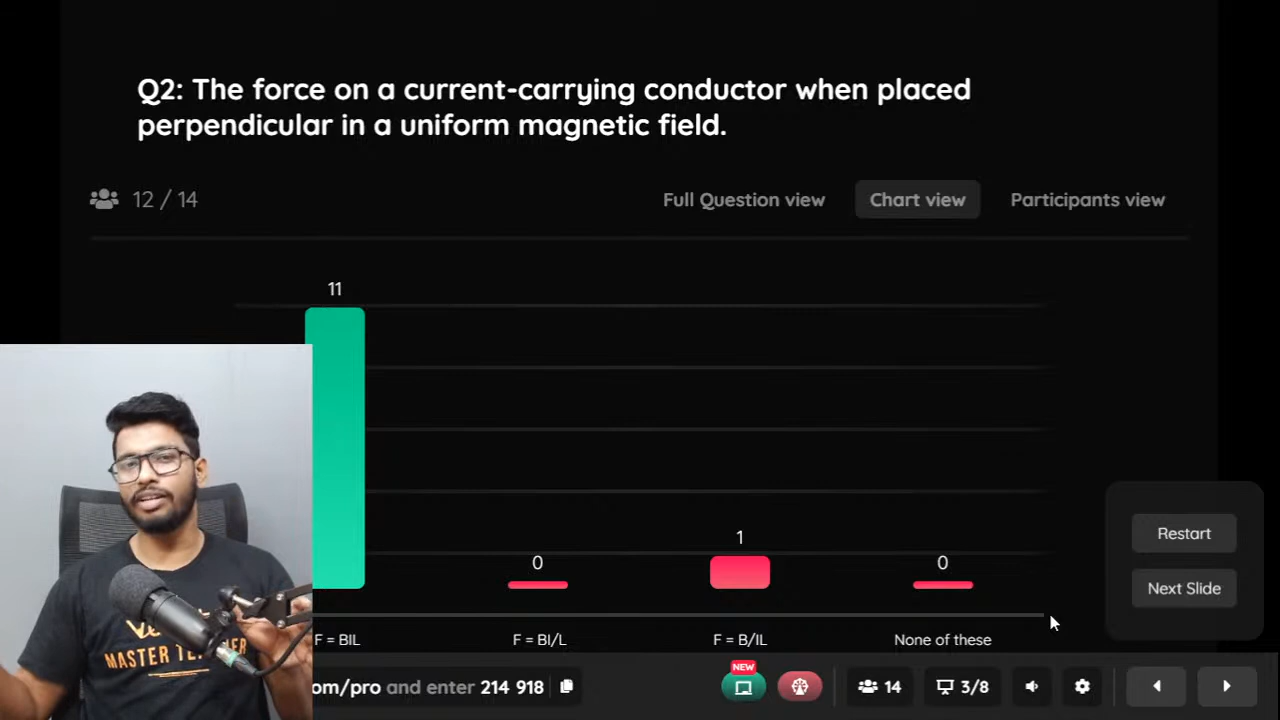 Q2: The force on a current-carrying conductor when placed
perpendicular in a uniform magnetic field.
12 / 14
Full Question view
Chart view
Participants view
11
0
1
0
F = BIL
F = BI/L
F = B/IL
None of these
Restart
Next Slide
MASTER
om/pro and enter 214 918
NEW
14
3/8